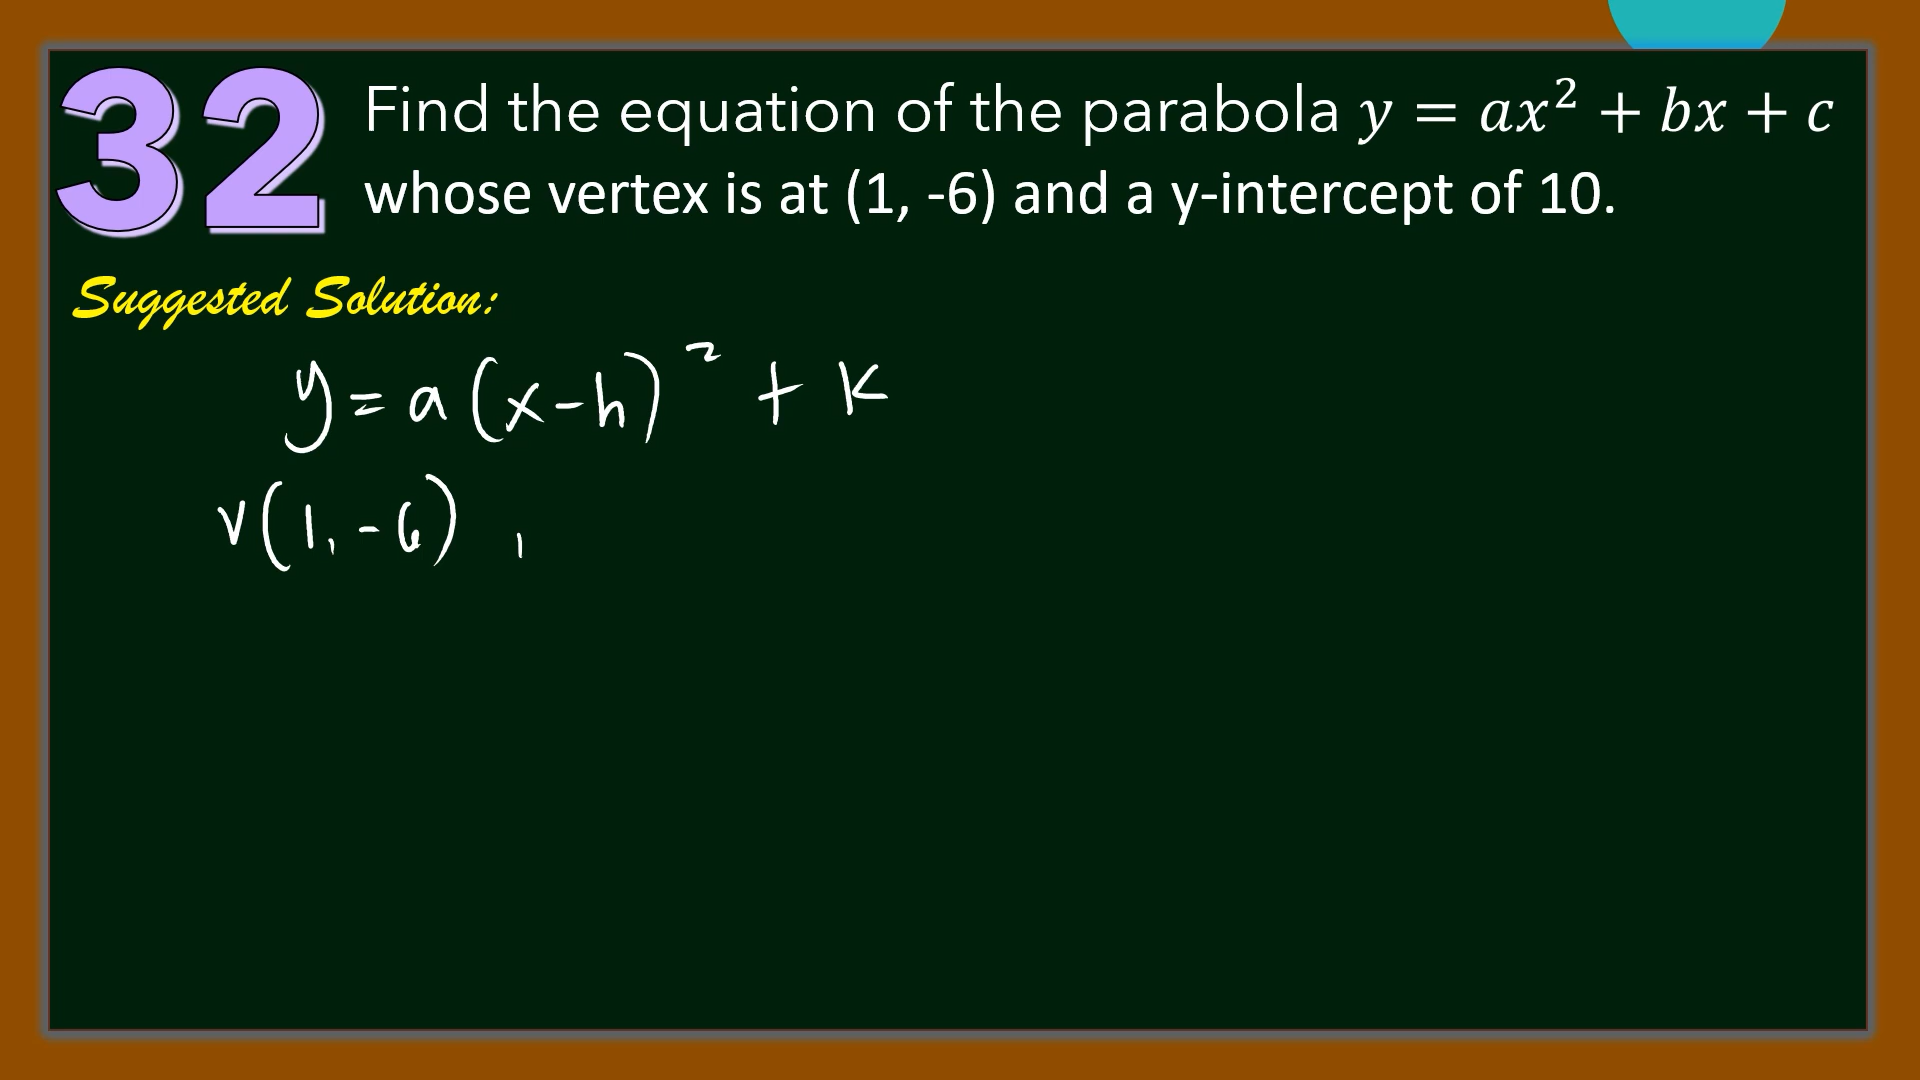 32
Find the equation of the parabola y = ax² + bx + c
whose vertex is at (1, -6) and a y-intercept of 10.
Suggested Solution:
y = a (x-h)² + k
V(1, -6) ,